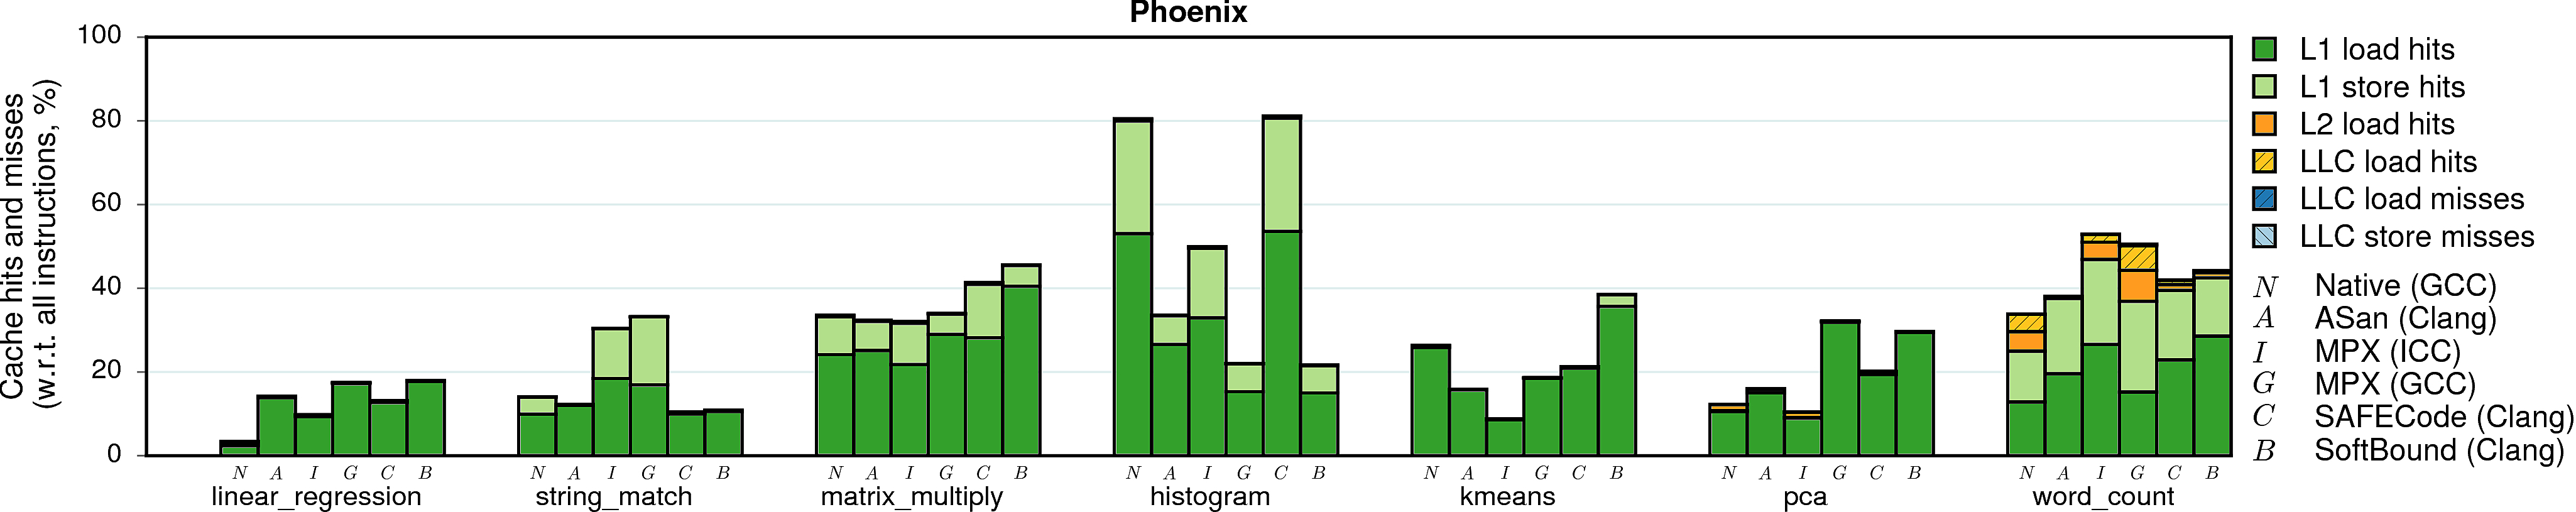 Phoenix
Cache hits and misses
(w.r.t. all instructions, %)
100
80
60
40
20
0
N A I G C B
linear_regression
N A I G C B
string_match
N A I G C B
matrix_multiply
N A I G C B
histogram
N A I G C B
kmeans
N A I G C B
pca
N A I G C B
word_count
L1 load hits
L1 store hits
L2 load hits
LLC load hits
LLC load misses
LLC store misses
N Native (GCC)
A ASan (Clang)
I MPX (ICC)
G MPX (GCC)
C SAFECode (Clang)
B SoftBound (Clang)